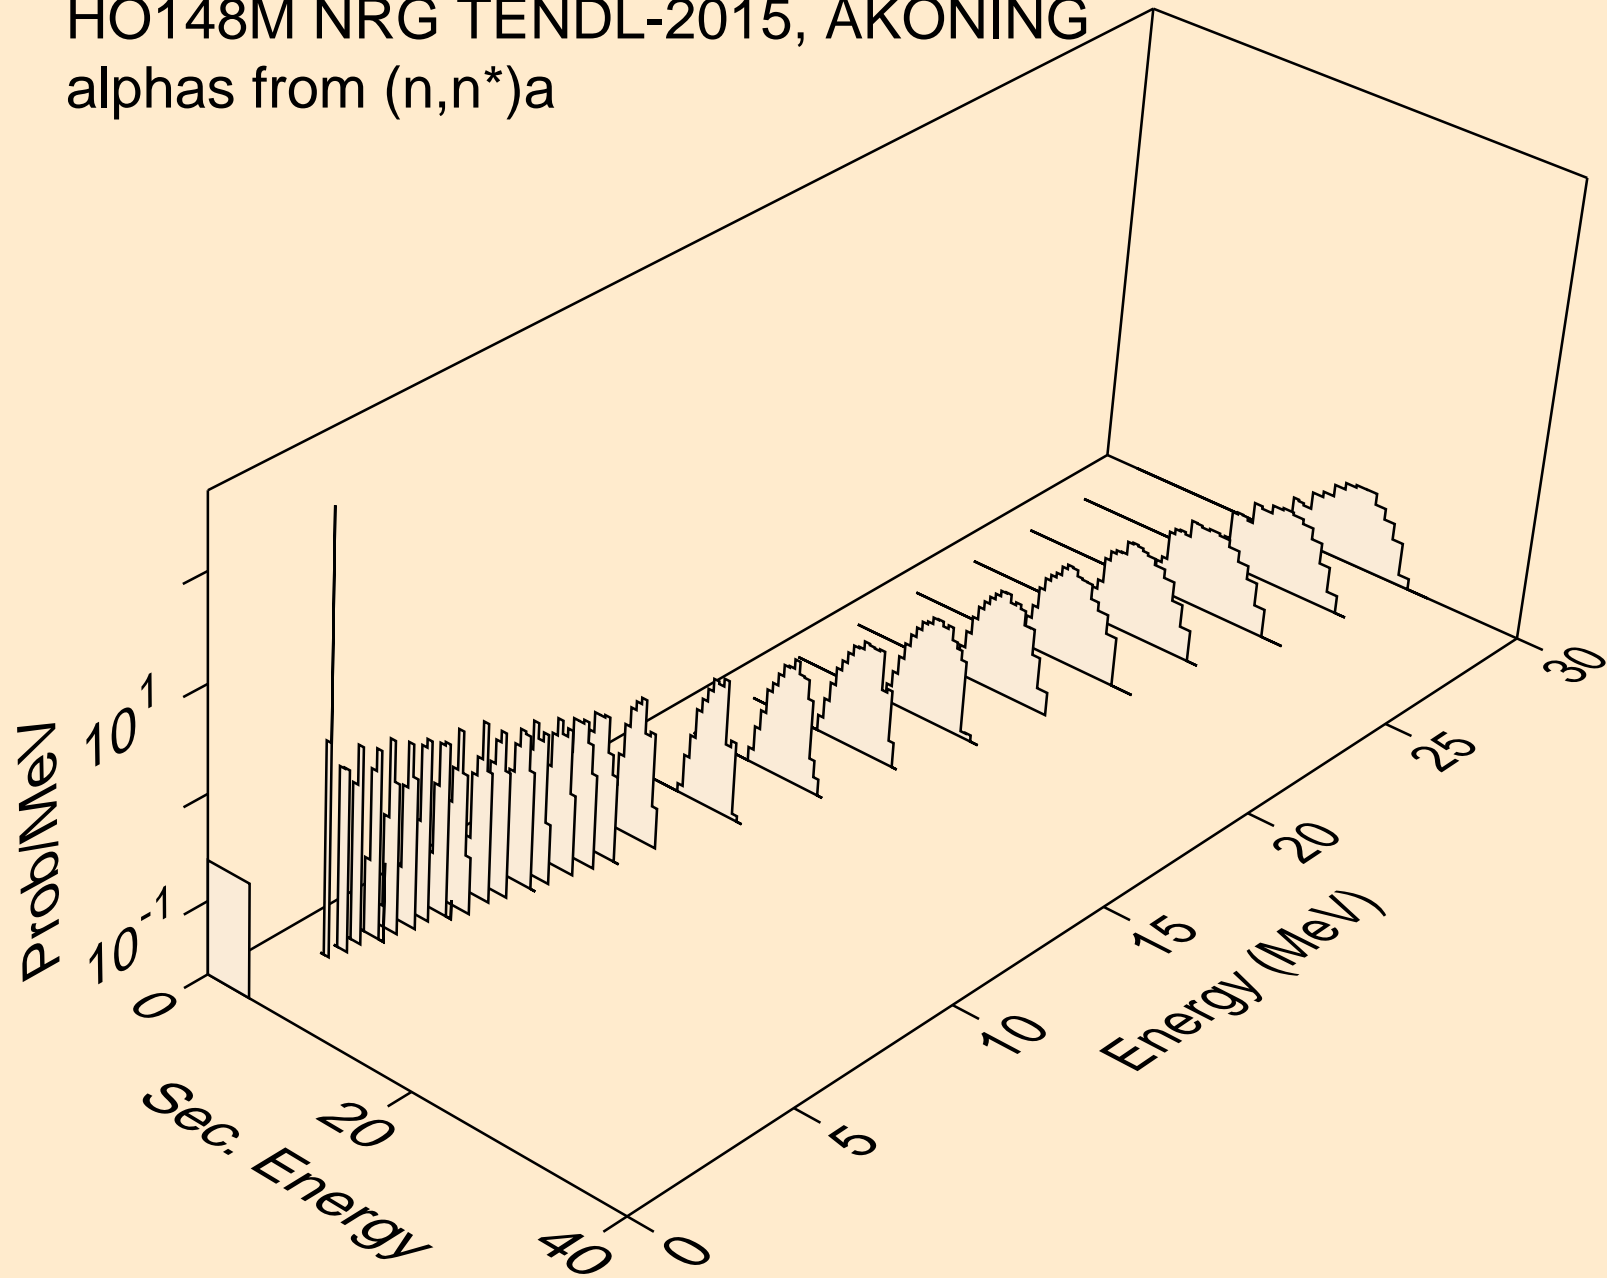 HO148M NRG TENDL-2015, AKONING
alphas from (n,n*)a
Prob/MeV
10^1
10^-1
0
20
40
Sec. Energy
0
5
10
15
20
25
30
Energy (MeV)